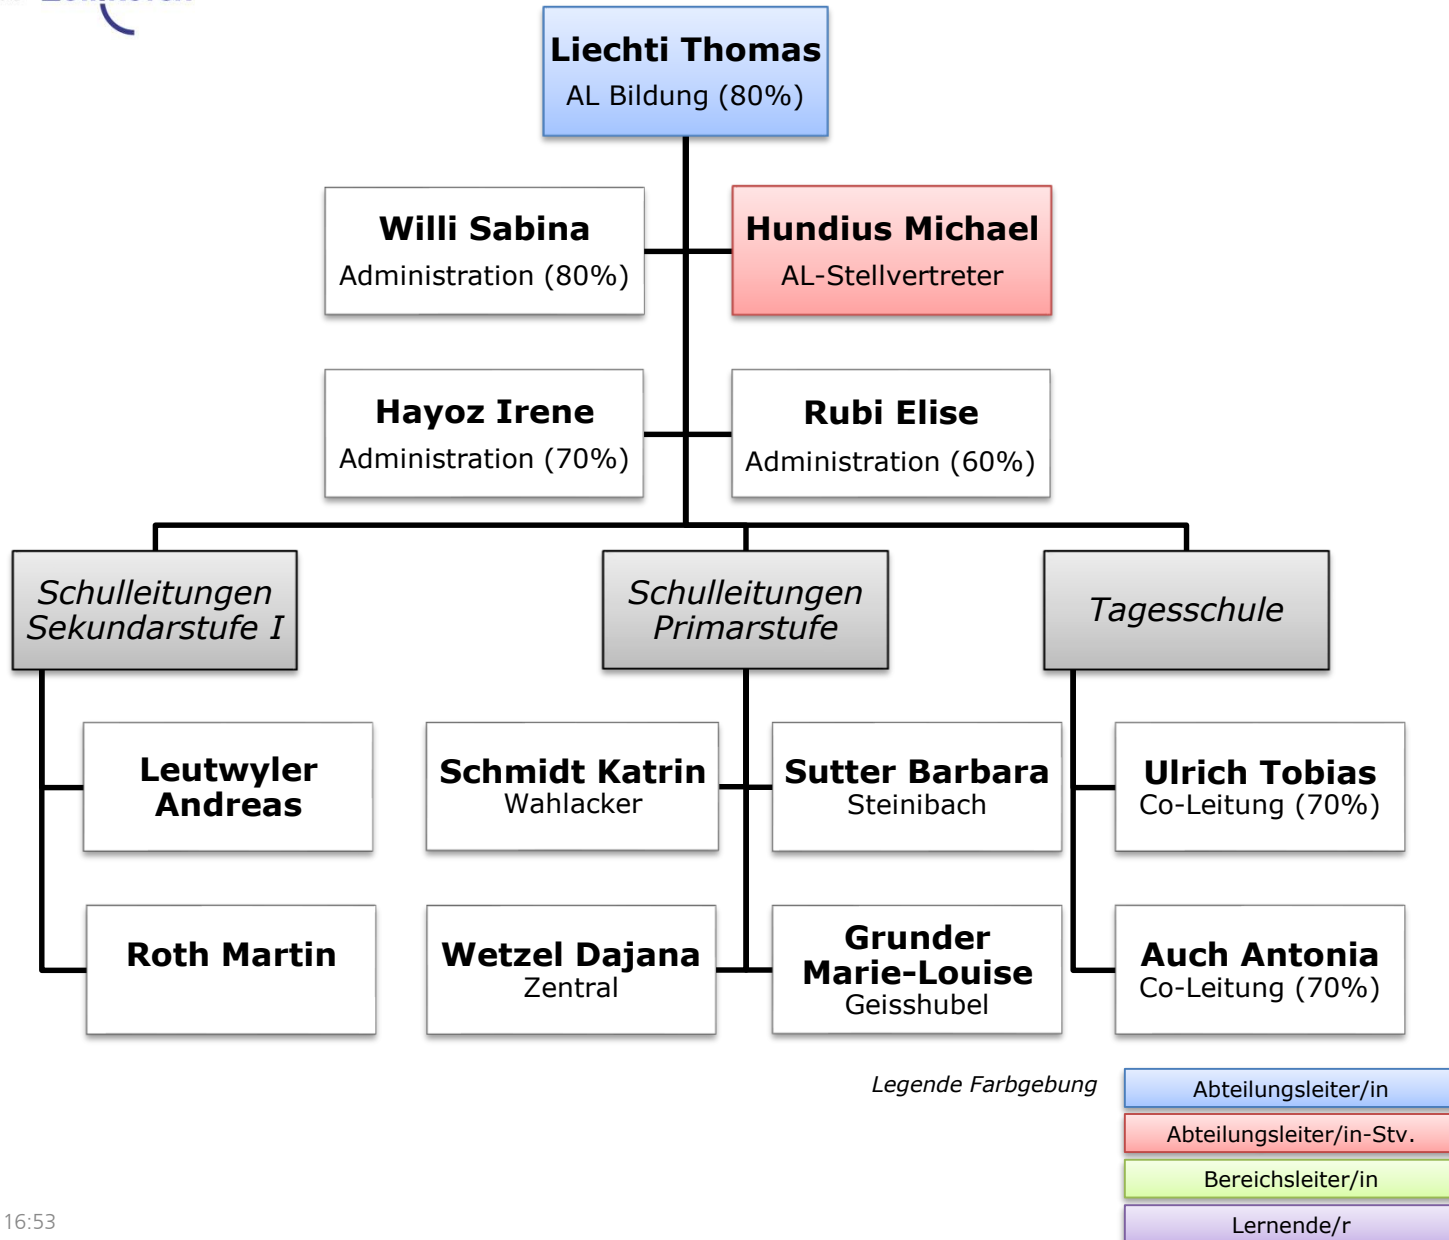 Liechti Thomas
AL Bildung (80%)
Willi Sabina
Administration (80%)
Hundius Michael
AL-Stellvertreter
Hayoz Irene
Administration (70%)
Rubi Elise
Administration (60%)
Schulleitungen
Sekundarstufe I
Schulleitungen
Primarstufe
Tagesschule
Leutwyler
Andreas
Schmidt Katrin
Wahlacker
Sutter Barbara
Steinibach
Ulrich Tobias
Co-Leitung (70%)
Roth Martin
Wetzel Dajana
Zentral
Grunder
Marie-Louise
Geisshubel
Auch Antonia
Co-Leitung (70%)
Legende Farbgebung
Abteilungsleiter/in
Abteilungsleiter/in-Stv.
Bereichsleiter/in
Lernende/r
16:53